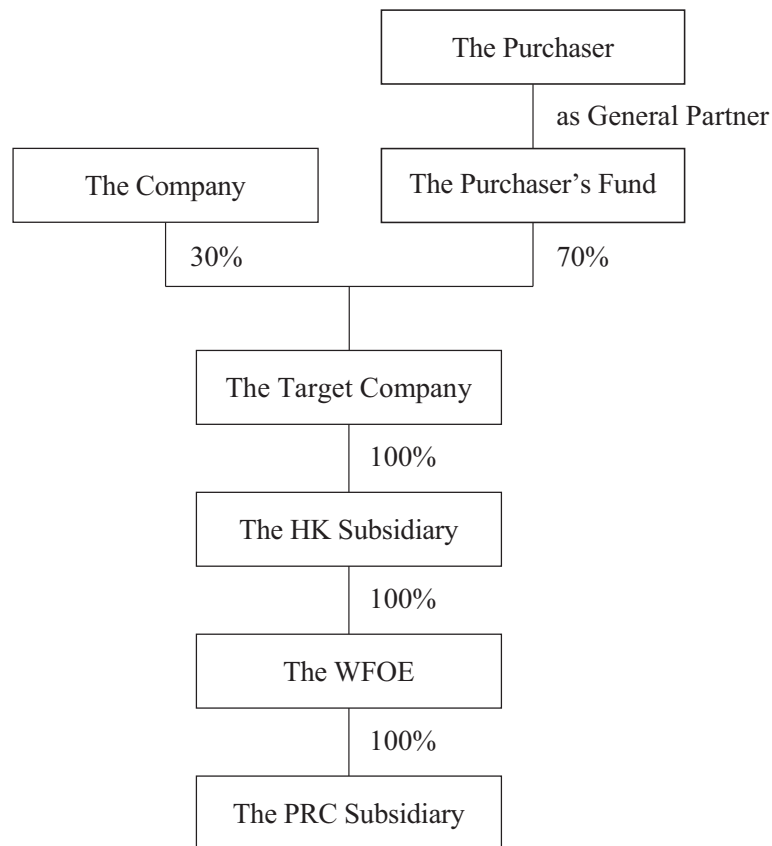 The Purchaser
as General Partner
The Company
The Purchaser’s Fund
30%
70%
The Target Company
100%
The HK Subsidiary
100%
The WFOE
100%
The PRC Subsidiary